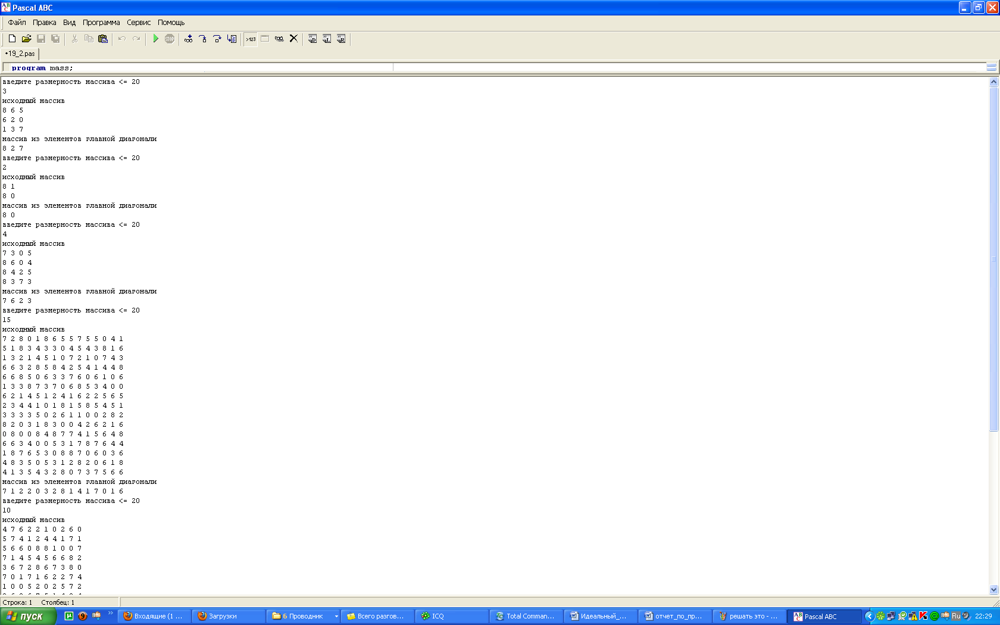 Pascal ABC
Файл Правка Вид Программа Сервис Помощь
•19_2.pas
program mass;
введите размерность массива <= 20
3
исходный массив
8 6 5
6 2 0
1 3 7
массив из элементов главной диагонали
8 2 7
введите размерность массива <= 20
2
исходный массив
8 1
8 0
массив из элементов главной диагонали
8 0
введите размерность массива <= 20
4
исходный массив
7 3 0 5
8 6 0 4
8 4 2 5
8 3 7 3
массив из элементов главной диагонали
7 6 2 3
введите размерность массива <= 20
15
исходный массив
7 2 8 0 1 8 6 5 5 7 5 5 0 4 1
5 1 8 3 4 3 3 0 4 5 4 3 8 1 6
1 3 2 1 4 5 1 0 7 2 1 0 7 4 3
6 6 3 2 8 5 8 4 2 5 4 1 4 4 8
6 6 8 5 0 6 3 3 7 6 0 6 1 0 6
1 3 3 8 7 3 7 0 6 8 5 3 4 0 0
6 2 1 4 5 1 2 4 1 6 2 2 5 6 5
2 3 4 4 1 0 1 8 1 5 8 5 4 5 1
3 3 3 3 5 0 2 6 1 1 0 0 2 8 2
8 2 0 3 1 8 3 0 0 4 2 6 2 1 6
0 8 0 0 8 4 8 7 7 4 1 5 6 4 8
6 6 3 4 0 0 5 3 1 7 8 7 6 4 4
1 8 7 6 5 3 0 8 8 7 0 6 0 3 6
4 8 3 5 0 5 3 1 2 8 2 0 6 1 8
4 1 3 5 4 3 2 8 0 7 3 7 5 6 6
массив из элементов главной диагонали
7 1 2 2 0 3 2 8 1 4 1 7 0 1 6
введите размерность массива <= 20
10
исходный массив
4 7 6 2 2 1 0 2 6 0
5 7 4 1 2 4 4 1 7 1
5 6 6 0 8 8 1 0 0 7
7 1 4 5 4 5 6 6 8 2
3 6 7 2 8 6 7 3 8 0
7 0 1 7 1 6 2 2 7 4
1 0 0 5 2 0 2 5 7 2
Строка: 1 Столбец: 1
пуск Входящие (1 ... Загрузки 6 Проводник Всего разгов... ICQ Total Comman... Идеальный_... отчет_по_пр... решать это - ... Pascal ABC Ru 22:29